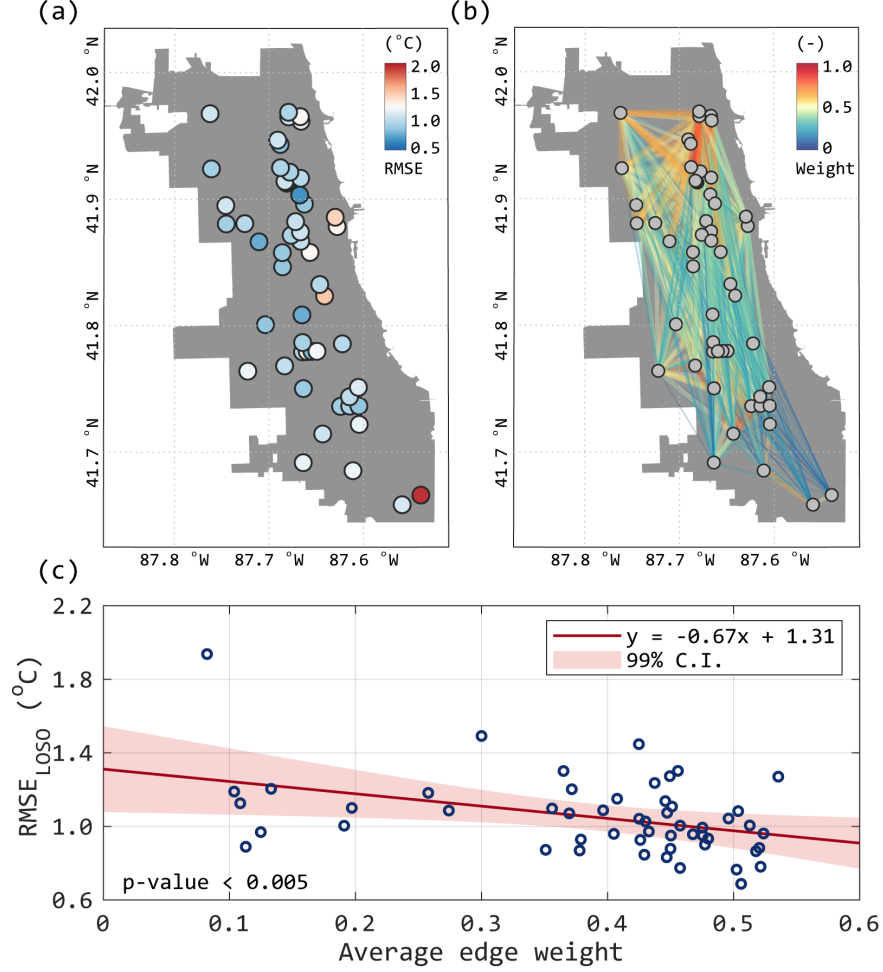 (a)
(b)
42.0 °N
41.9 °N
41.8 °N
41.7 °N
(°C)
2.0
1.5
1.0
0.5
RMSE
87.8 °W
87.7 °W
87.6 °W
42.0 °N
41.9 °N
41.8 °N
41.7 °N
(-)
1.0
0.5
0
Weight
87.8 °W
87.7 °W
87.6 °W
(c)
2.2
1.8
1.4
1.0
0.6
RMSE_LOSO (°C)
y = -0.67x + 1.31
99% C.I.
p-value < 0.005
0
0.1
0.2
0.3
0.4
0.5
0.6
Average edge weight